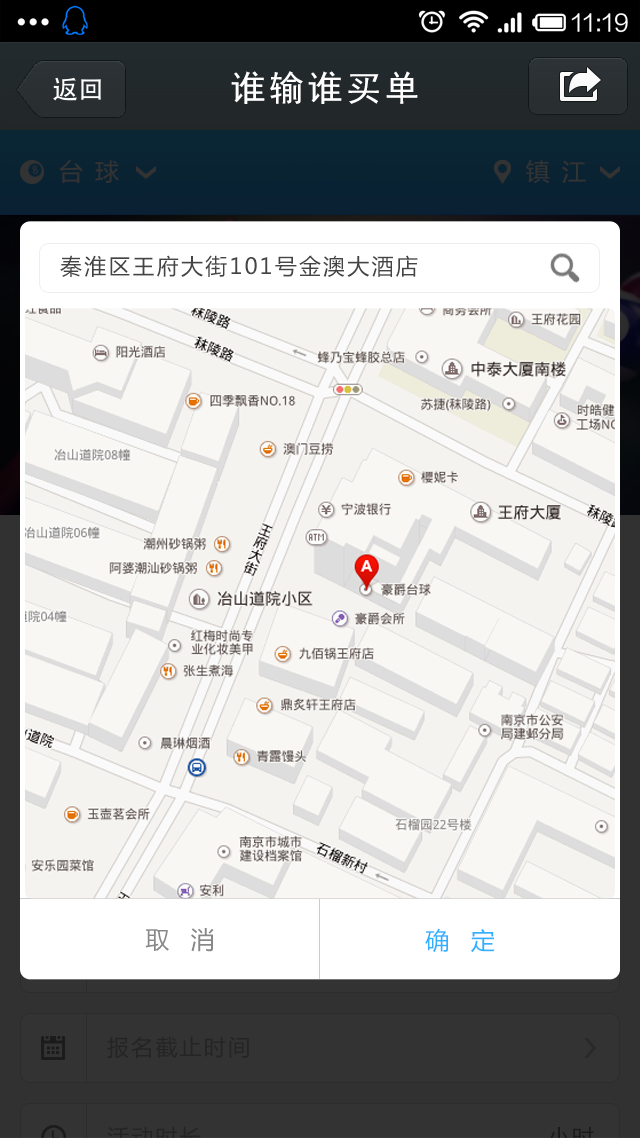 11:19
返回
谁输谁买单
台球
镇江
秦淮区王府大街101号金澳大酒店
秣陵路
商务会所
王府花园
阳光酒店
秣陵路
蜂乃宝蜂胶总店
中泰大厦南楼
四季飘香NO.18
苏捷(秣陵路)
时皓健
工场NO
冶山道院08幢
澳门豆捞
樱妮卡
宁波银行
王府大厦
秣陵
冶山道院06幢
王府大街
ATM
潮州砂锅粥
阿婆潮汕砂锅粥
A
豪爵台球
冶山道院小区
豪爵会所
院04幢
红梅时尚专
业化妆美甲
九佰锅王府店
张生煮海
鼎炙轩王府店
南京市公安
局建邺分局
道院
晨琳烟酒
青露馒头
玉壶茗会所
石榴园22号楼
南京市城市
建设档案馆
石榴新村
安乐园菜馆
安利
取消
确定
报名截止时间
活动时长
小时